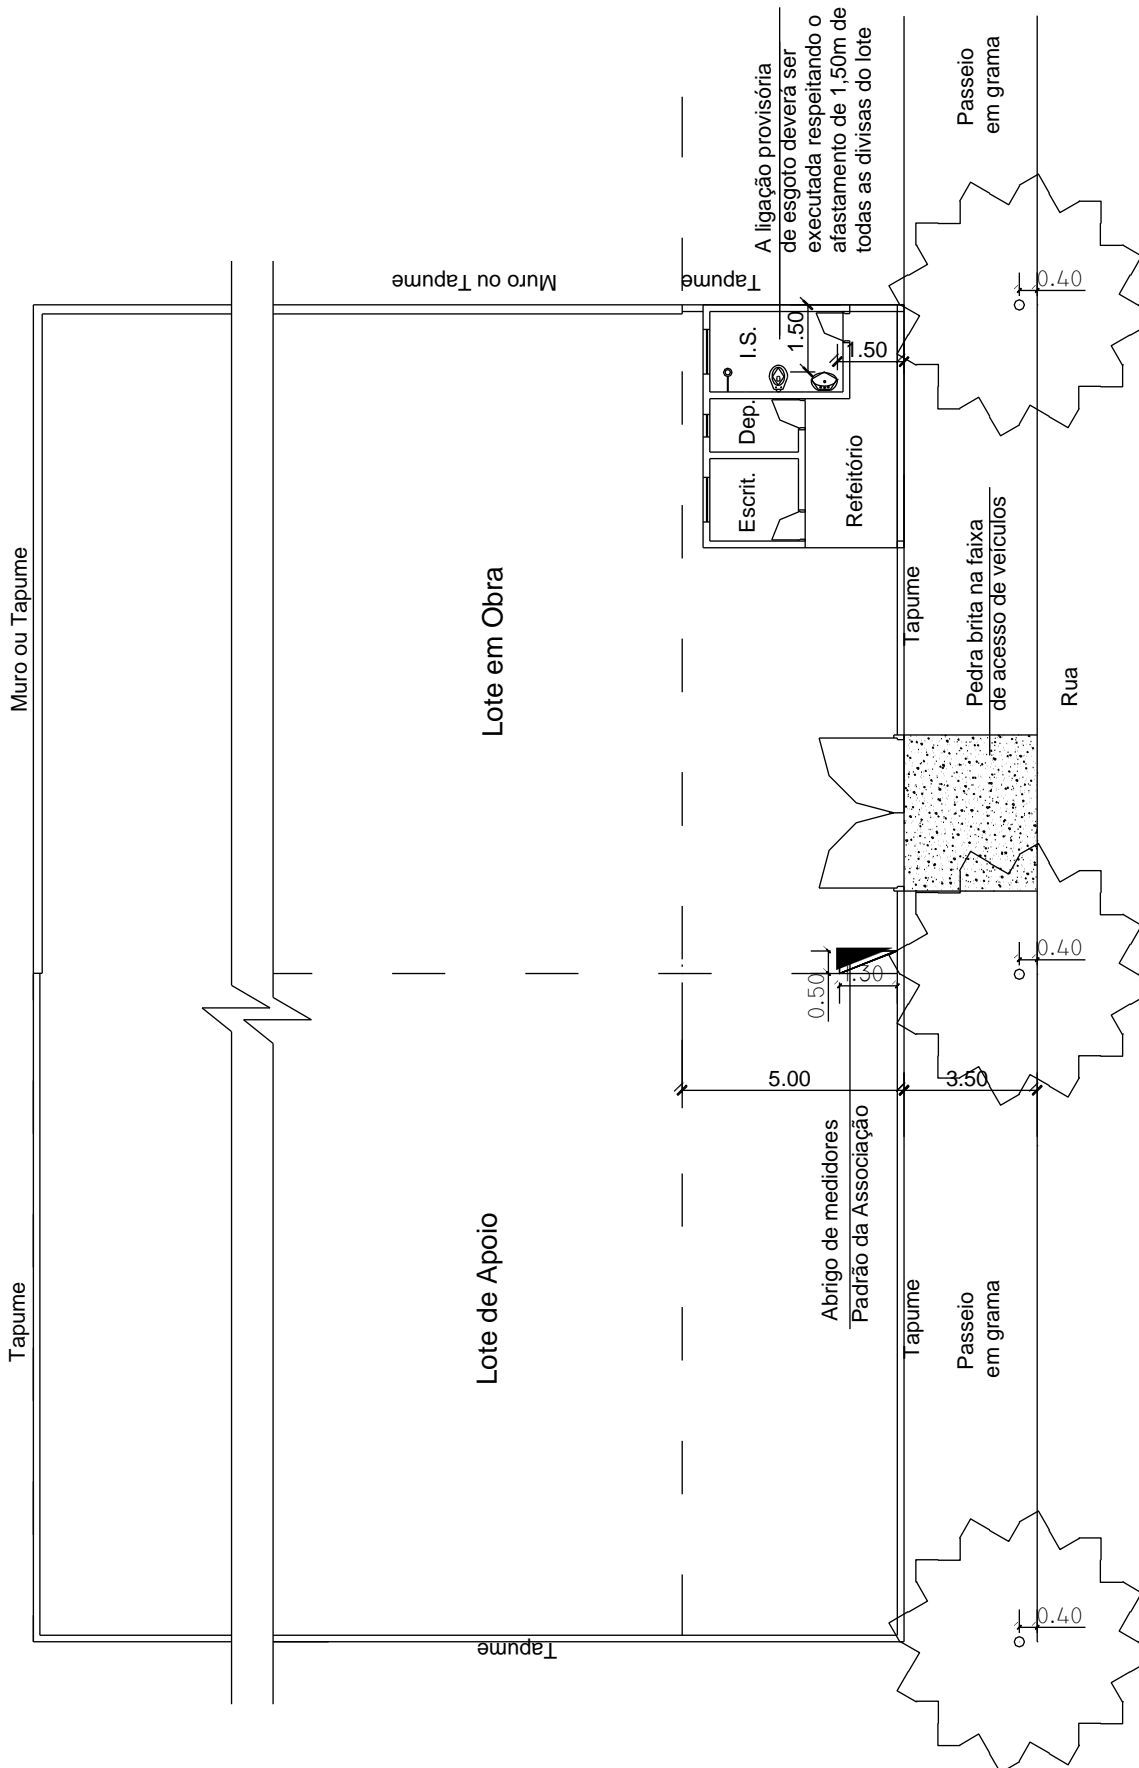 Tapume
Muro ou Tapume
Muro ou Tapume
Tapume
Tapume
Lote de Apoio
Lote em Obra
A ligação provisória
de esgoto deverá ser
executada respeitando o
afastamento de 1,50m de
todas as divisas do lote
Escrit.
Dep.
I.S.
1.50
1.50
Refeitório
0.50
1.30
5.00
3.50
Abrigo de medidores
Padrão da Associação
Tapume
Tapume
Passeio
em grama
Pedra brita na faixa
de acesso de veículos
Passeio
em grama
0.40
0.40
0.40
Rua